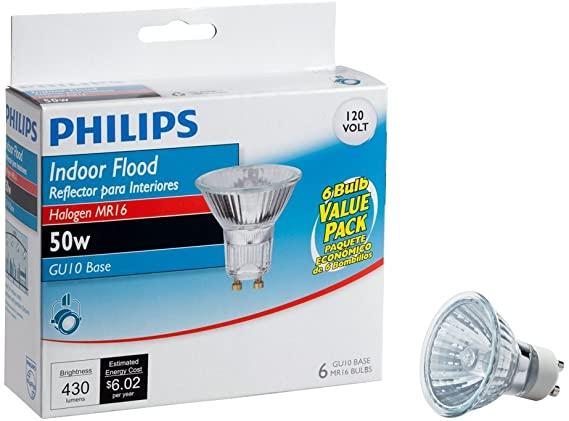 PHILIPS
Indoor Flood
Reflector para Interiores
Halogen MR16
50w
GU10 Base
120
VOLT
6 Bulb
VALUE
PACK
PAQUETE
ECONÓMICO
de 6 Bombillos
Brightness
430
lumens
Estimated
Energy Cost
$6.02
per year
6 GU10 BASE
MR16 BULBS